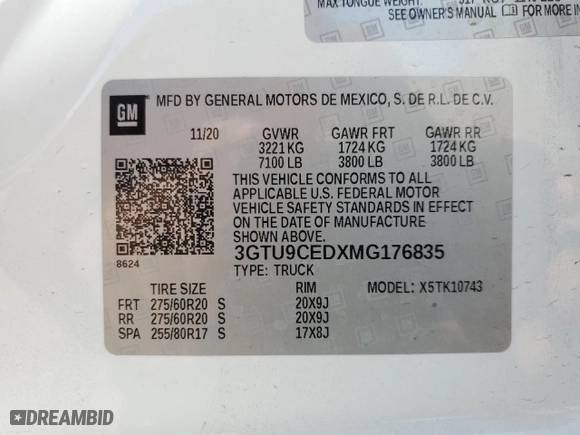 MAX TONGUE WEIGHT:
SEE OWNER'S MANUAL FOR MORE
GM
MFD BY GENERAL MOTORS DE MEXICO, S. DE R.L. DE C.V.
11/20 GVWR GAWR FRT GAWR RR
3221 KG 1724 KG 1724 KG
7100 LB 3800 LB 3800 LB
THIS VEHICLE CONFORMS TO ALL
APPLICABLE U.S. FEDERAL MOTOR
VEHICLE SAFETY STANDARDS IN EFFECT
ON THE DATE OF MANUFACTURE
SHOWN ABOVE.
8624
3GTU9CEDXMG176835
TYPE: TRUCK
TIRE SIZE RIM MODEL: X5TK10743
FRT 275/60R20 S 20X9J
RR 275/60R20 S 20X9J
SPA 255/80R17 S 17X8J
DREAMBID